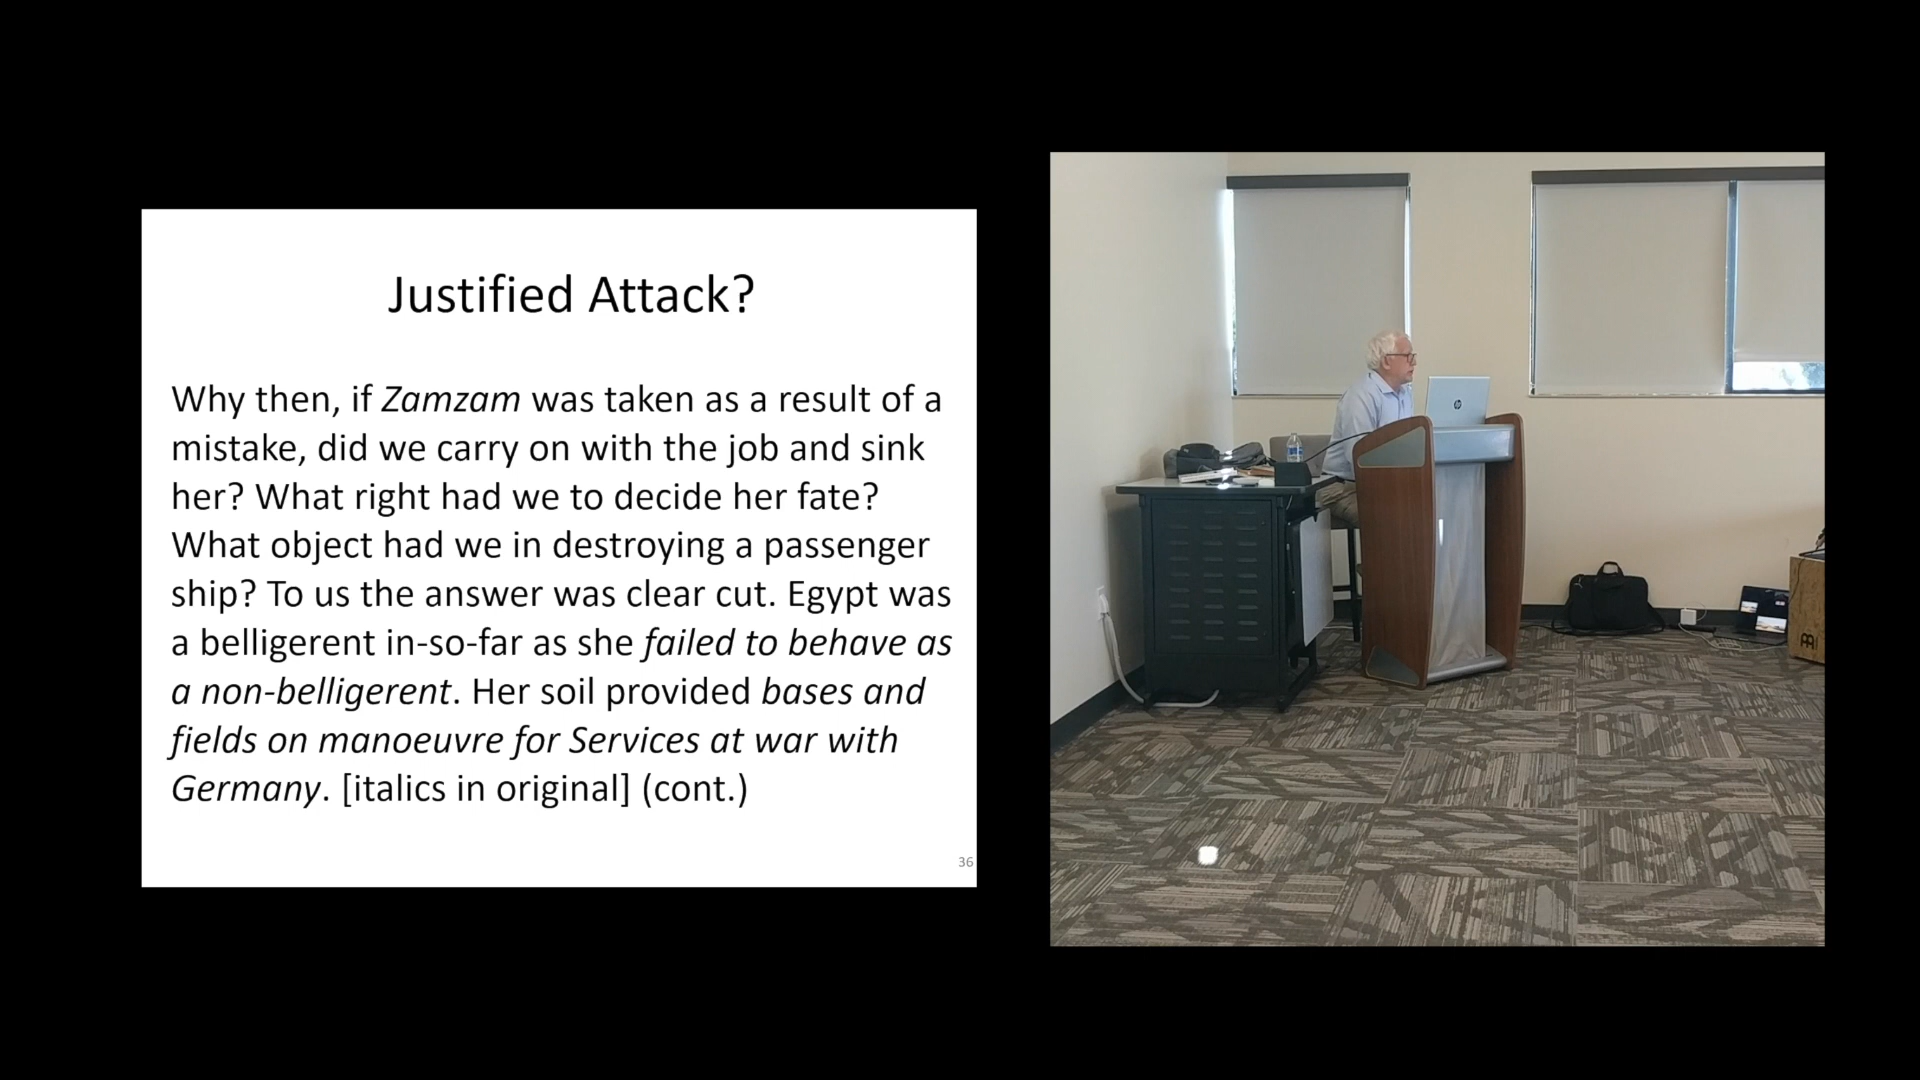 Justified Attack?
Why then, if Zamzam was taken as a result of a
mistake, did we carry on with the job and sink
her? What right had we to decide her fate?
What object had we in destroying a passenger
ship? To us the answer was clear cut. Egypt was
a belligerent in-so-far as she failed to behave as
a non-belligerent. Her soil provided bases and
fields on manoeuvre for Services at war with
Germany. [italics in original] (cont.)
36
hp